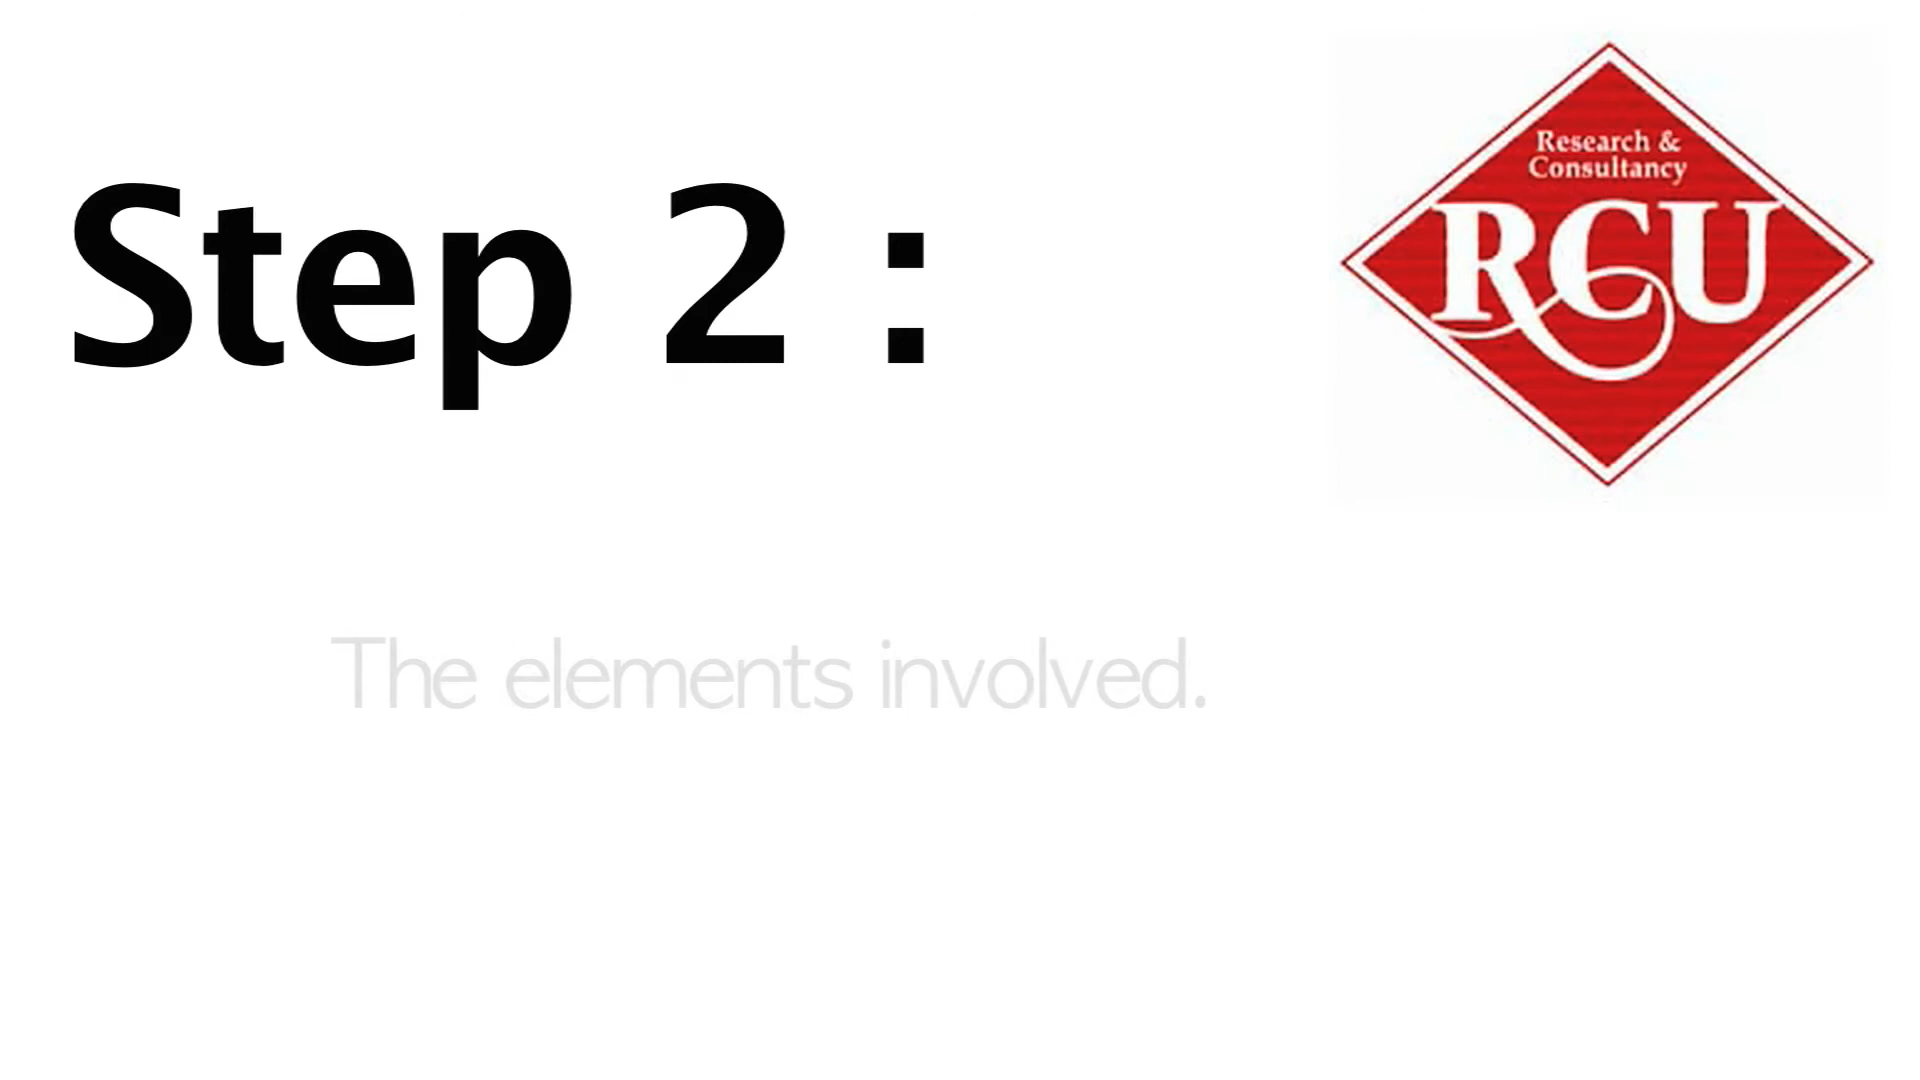 Step 2 :
Research &
Consultancy
RCU
The elements involved.